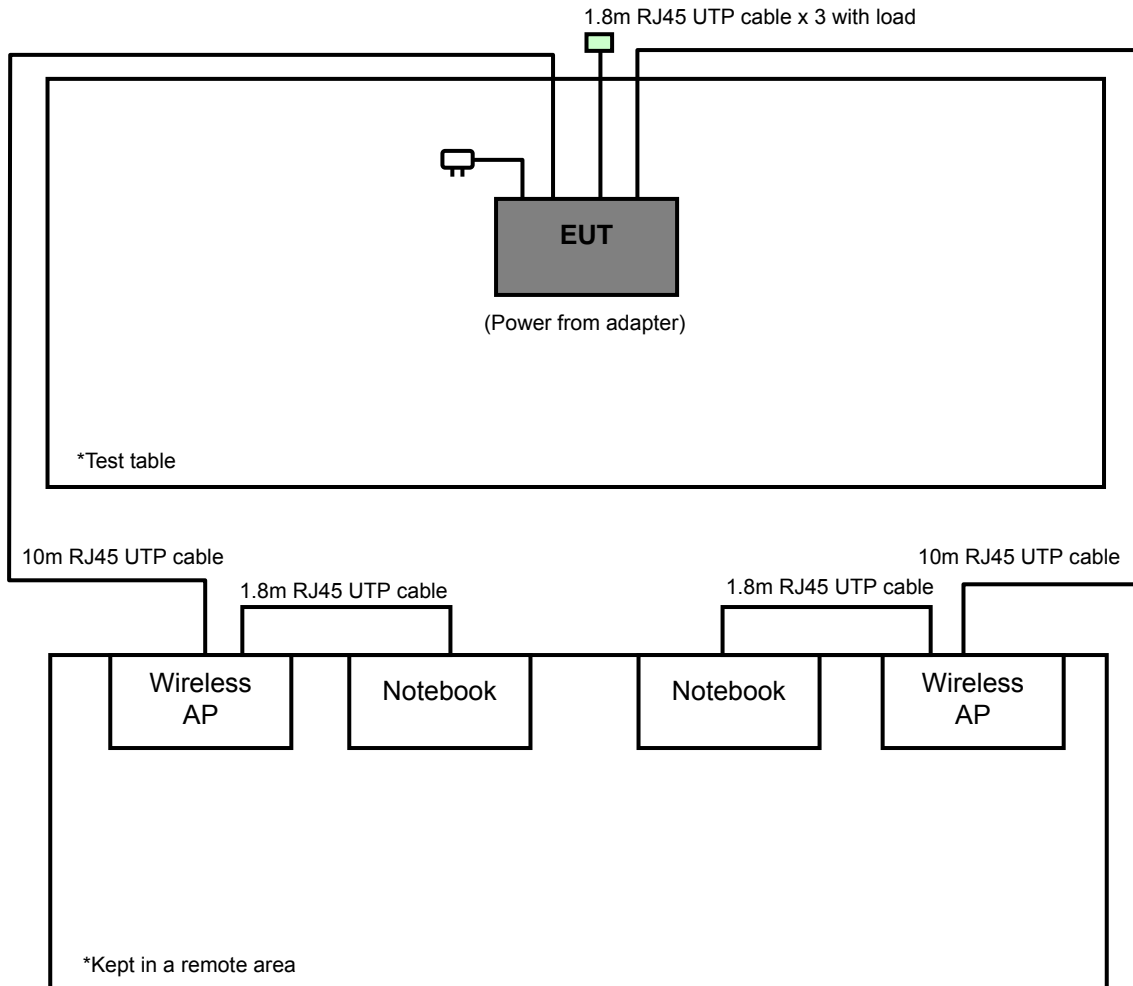 1.8m RJ45 UTP cable x 3 with load
EUT
(Power from adapter)
*Test table
10m RJ45 UTP cable
1.8m RJ45 UTP cable
1.8m RJ45 UTP cable
10m RJ45 UTP cable
Wireless
AP
Notebook
Notebook
Wireless
AP
*Kept in a remote area